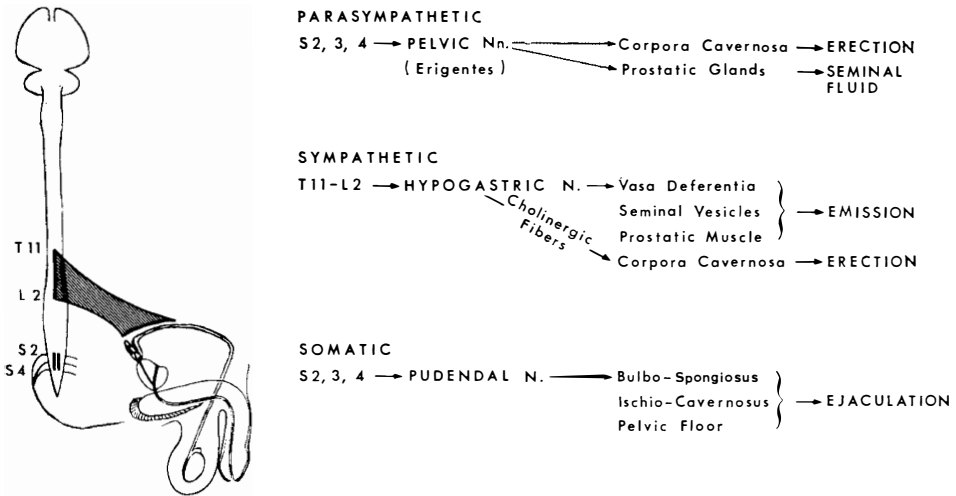 PARASYMPATHETIC
S2, 3, 4 → PELVIC Nn. → Corpora Cavernosa → ERECTION
(Erigentes) → Prostatic Glands → SEMINAL
FLUID
SYMPATHETIC
T11-L2 → HYPOGASTRIC N. → Vasa Deferentia
Cholinergic
Fibers
Seminal Vesicles → EMISSION
Prostatic Muscle
Corpora Cavernosa → ERECTION
T11
L2
S2
S4
SOMATIC
S2, 3, 4 → PUDENDAL N. → Bulbo-Spongiosus
Ischio-Cavernosus → EJACULATION
Pelvic Floor